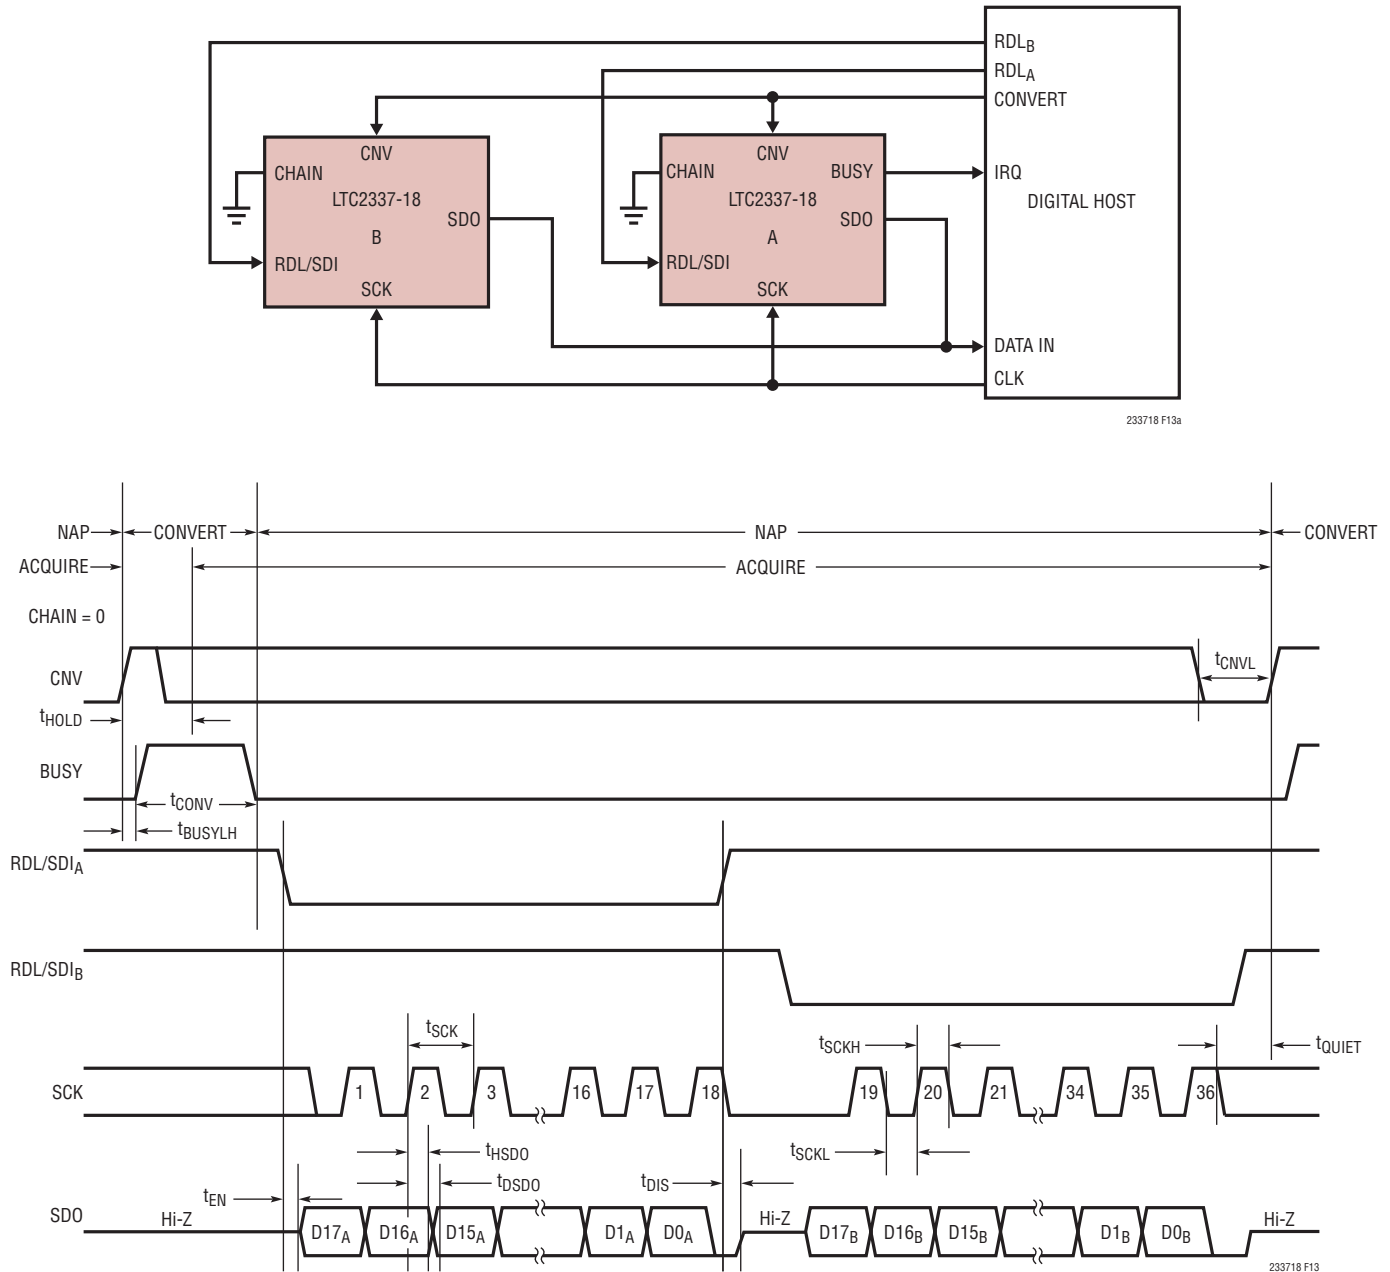 RDLB
RDLA
CONVERT
CNV
CNV
CHAIN
CHAIN
BUSY
IRQ
LTC2337-18
LTC2337-18
DIGITAL HOST
SDO
SDO
B
A
RDL/SDI
RDL/SDI
SCK
SCK
DATA IN
CLK
233718 F13a
NAP
CONVERT
NAP
CONVERT
ACQUIRE
ACQUIRE
CHAIN = 0
CNV
tCNVL
tHOLD
BUSY
tCONV
tBUSYLH
RDL/SDIA
RDL/SDIB
tSCK
tSCKH
tQUIET
SCK
1
2
3
16
17
18
19
20
21
34
35
36
tHSDO
tSCKL
tEN
tDSDO
tDIS
SDO
Hi-Z
D17A
D16A
D15A
D1A
D0A
Hi-Z
D17B
D16B
D15B
D1B
D0B
Hi-Z
233718 F13